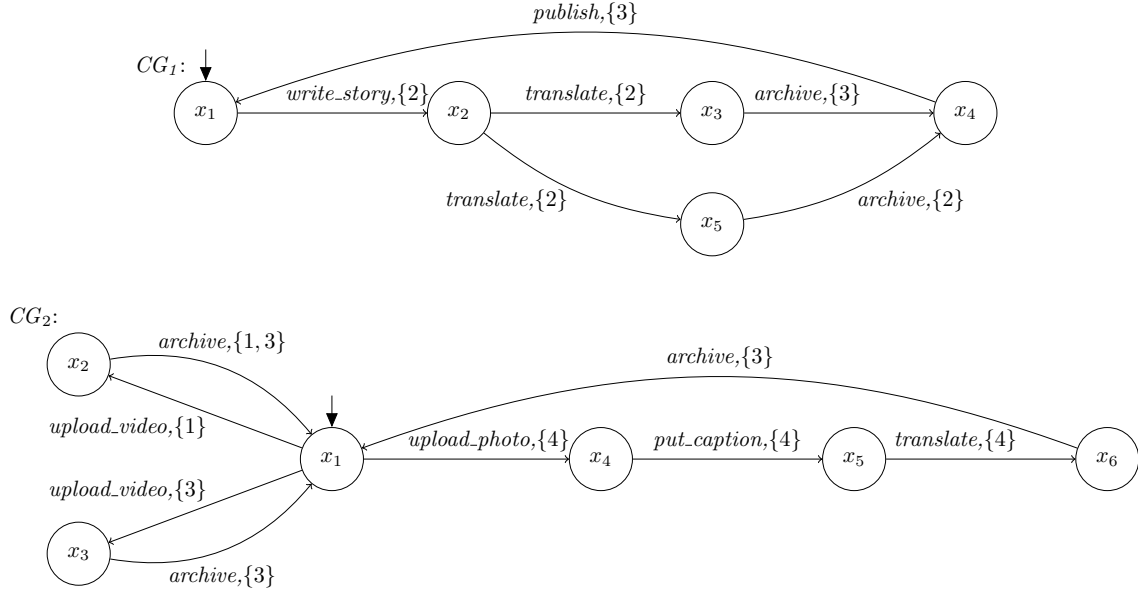 publish,{3}
CG₁:
write_story,{2}
translate,{2}
archive,{3}
x₁
x₂
x₃
x₄
translate,{2}
archive,{2}
x₅
CG₂:
archive,{1, 3}
archive,{3}
x₂
upload_video,{1}
upload_photo,{4}
put_caption,{4}
translate,{4}
x₁
x₄
x₅
x₆
upload_video,{3}
x₃
archive,{3}